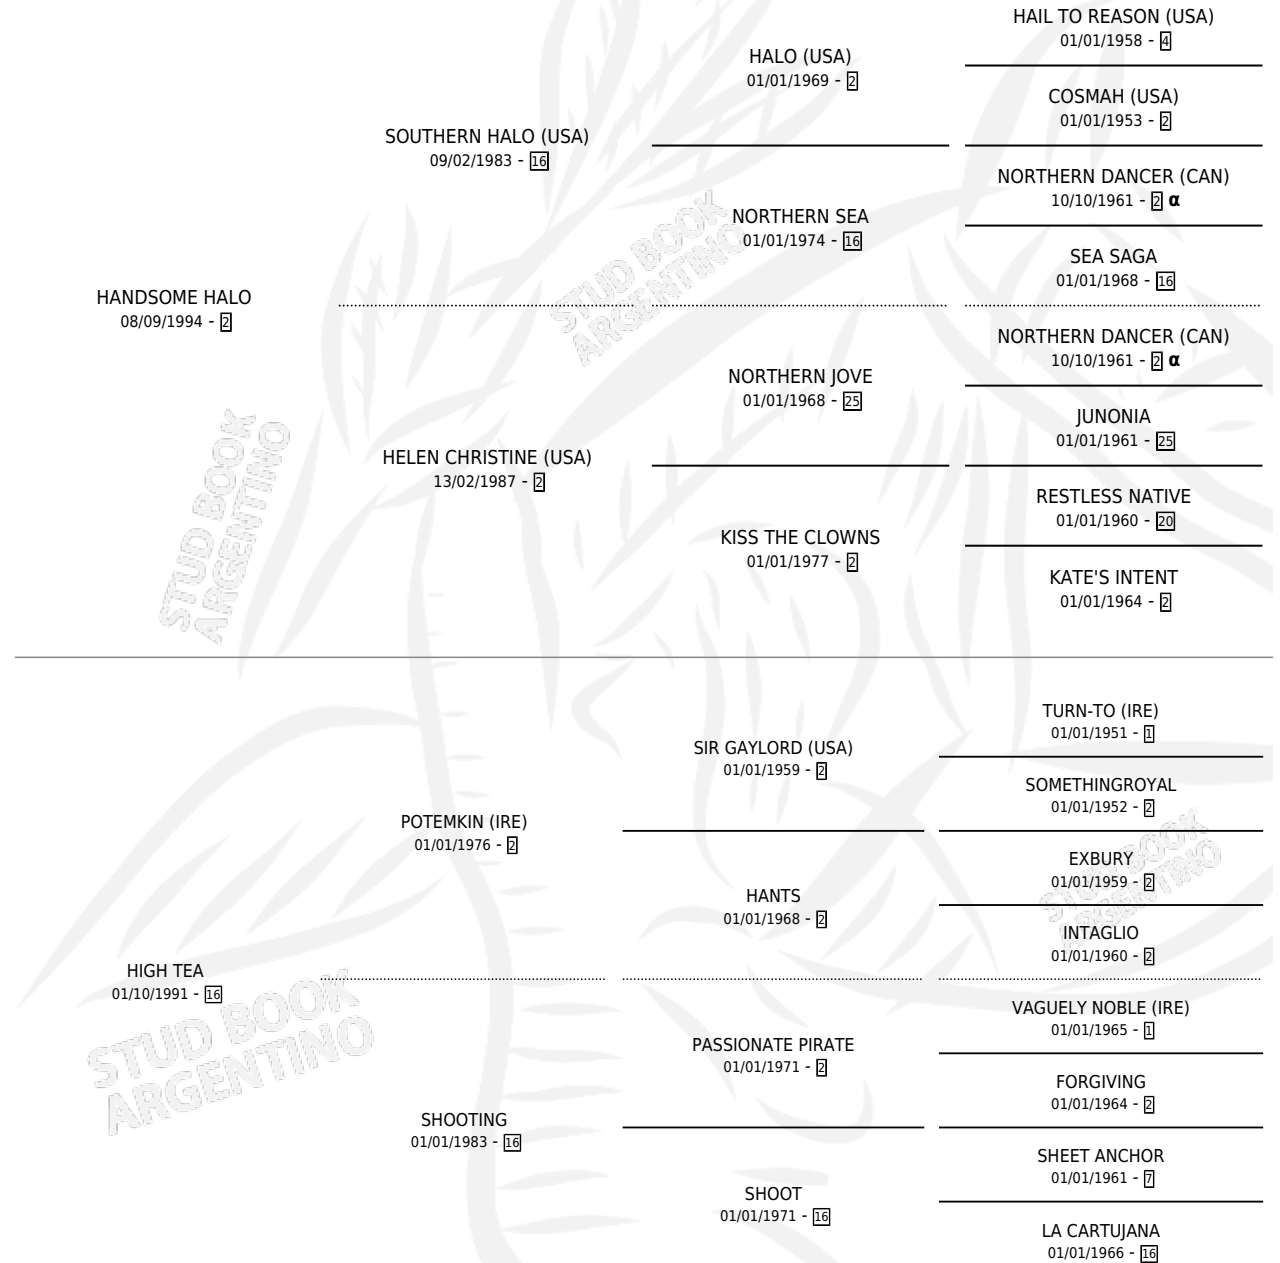 HAIL TO REASON (USA)
01/01/1958 - 4
HALO (USA)
01/01/1969 - 2
COSMAH (USA)
01/01/1953 - 2
SOUTHERN HALO (USA)
09/02/1983 - 16
NORTHERN DANCER (CAN)
10/10/1961 - 2 α
NORTHERN SEA
01/01/1974 - 16
SEA SAGA
01/01/1968 - 16
HANDSOME HALO
08/09/1994 - 2
NORTHERN DANCER (CAN)
10/10/1961 - 2 α
NORTHERN JOVE
01/01/1968 - 25
JUNONIA
01/01/1961 - 25
HELEN CHRISTINE (USA)
13/02/1987 - 2
RESTLESS NATIVE
01/01/1960 - 20
KISS THE CLOWNS
01/01/1977 - 2
KATE'S INTENT
01/01/1964 - 2
TURN-TO (IRE)
01/01/1951 - 1
SIR GAYLORD (USA)
01/01/1959 - 2
SOMETHINGROYAL
01/01/1952 - 2
POTEMKIN (IRE)
01/01/1976 - 2
EXBURY
01/01/1959 - 2
HANTS
01/01/1968 - 2
INTAGLIO
01/01/1960 - 2
HIGH TEA
01/10/1991 - 16
VAGUELY NOBLE (IRE)
01/01/1965 - 1
PASSIONATE PIRATE
01/01/1971 - 2
FORGIVING
01/01/1964 - 2
SHOOTING
01/01/1983 - 16
SHEET ANCHOR
01/01/1961 - 7
SHOOT
01/01/1971 - 16
LA CARTUJANA
01/01/1966 - 16
STUD BOOK
ARGENTINO
STUD BOOK
ARGENTINO
STUD BOOK
ARGENTINO
STUD BOOK
ARGENTINO